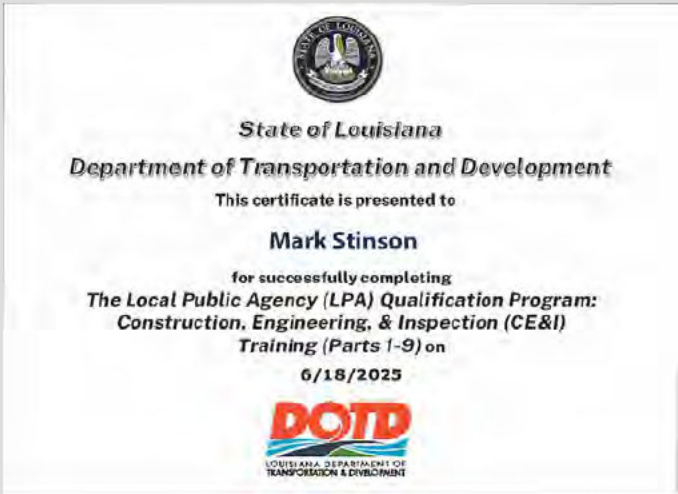 STATE OF LOUISIANA
State of Louisiana
Department of Transportation and Development
This certificate is presented to
Mark Stinson
for successfully completing
The Local Public Agency (LPA) Qualification Program:
Construction, Engineering, & Inspection (CE&I)
Training (Parts 1-9) on
6/18/2025
DOTD
LOUISIANA DEPARTMENT OF
TRANSPORTATION & DEVELOPMENT